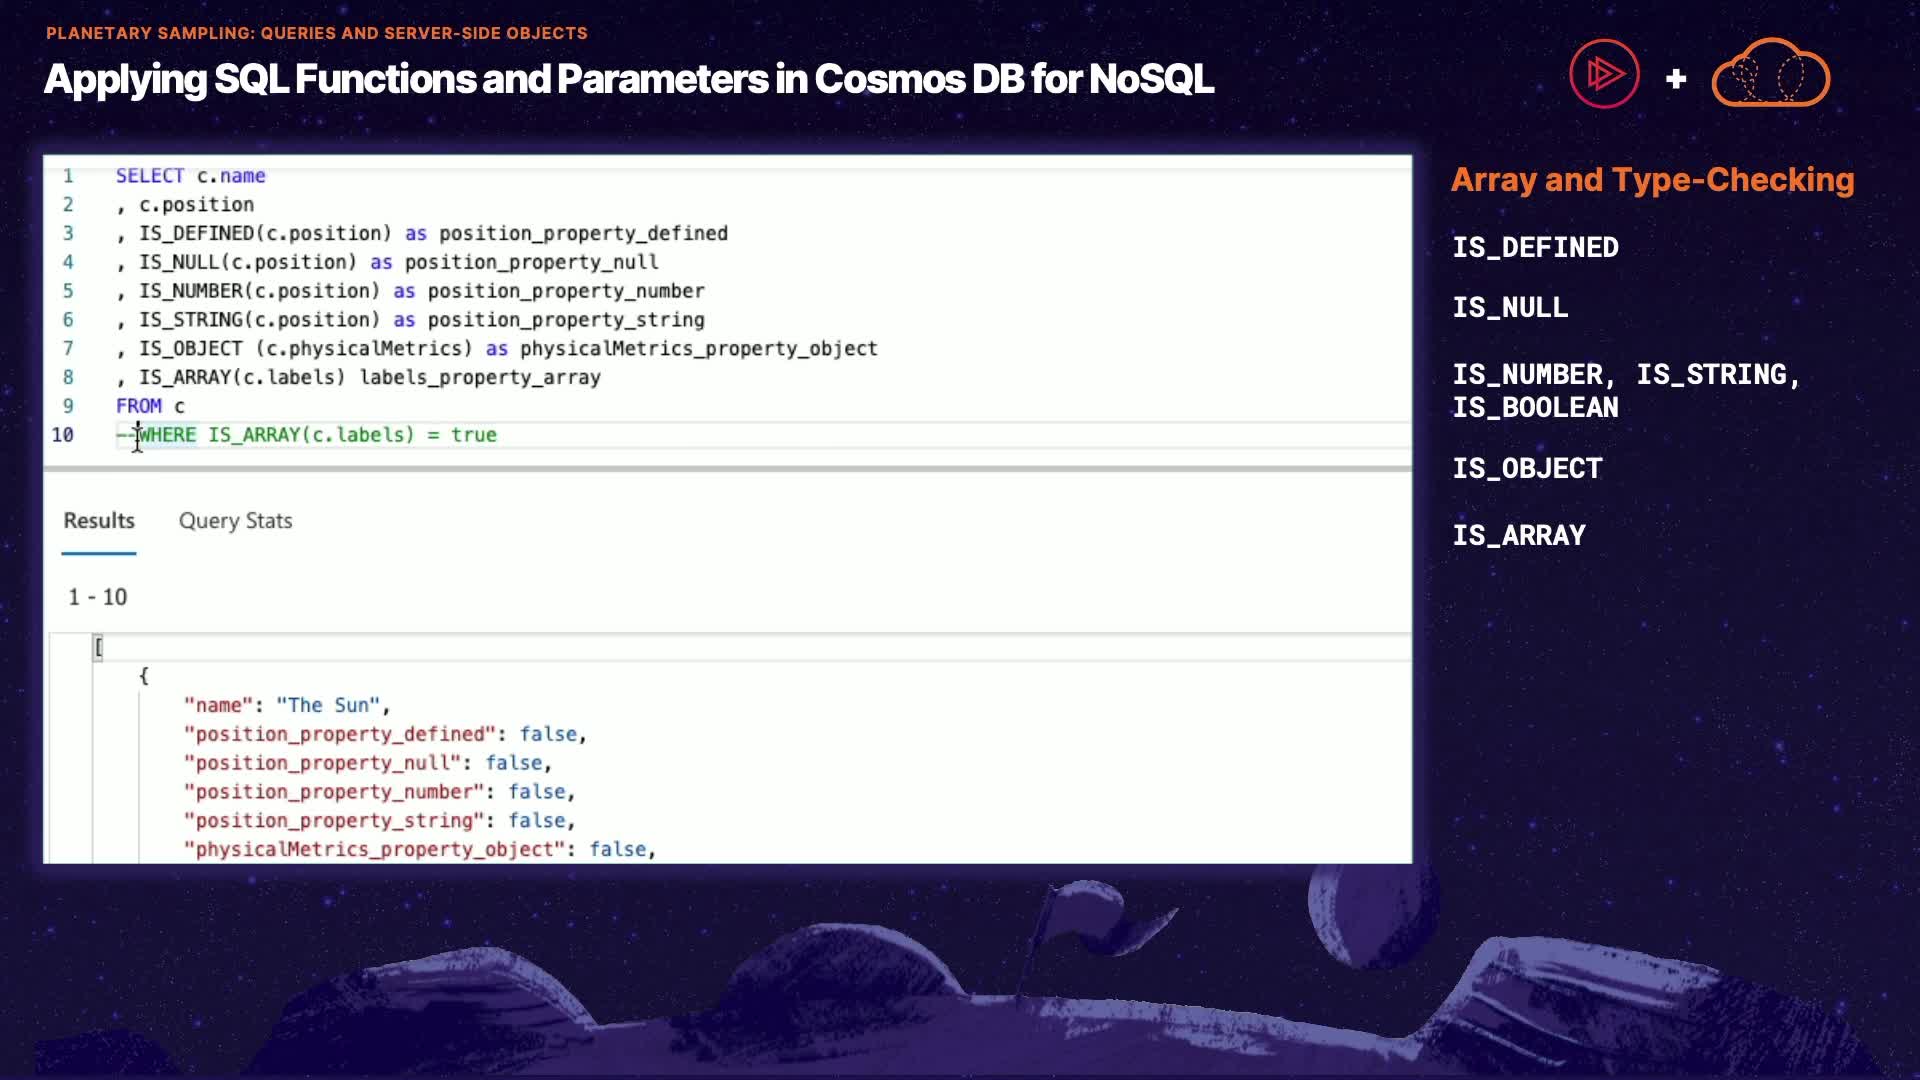 PLANETARY SAMPLING: QUERIES AND SERVER-SIDE OBJECTS
Applying SQL Functions and Parameters in Cosmos DB for NoSQL
+
1 SELECT c.name
2 , c.position
3 , IS_DEFINED(c.position) as position_property_defined
4 , IS_NULL(c.position) as position_property_null
5 , IS_NUMBER(c.position) as position_property_number
6 , IS_STRING(c.position) as position_property_string
7 , IS_OBJECT (c.physicalMetrics) as physicalMetrics_property_object
8 , IS_ARRAY(c.labels) labels_property_array
9 FROM c
10 --WHERE IS_ARRAY(c.labels) = true
Results Query Stats
1 - 10
[
{
"name": "The Sun",
"position_property_defined": false,
"position_property_null": false,
"position_property_number": false,
"position_property_string": false,
"physicalMetrics_property_object": false,
Array and Type-Checking
IS_DEFINED
IS_NULL
IS_NUMBER, IS_STRING,
IS_BOOLEAN
IS_OBJECT
IS_ARRAY